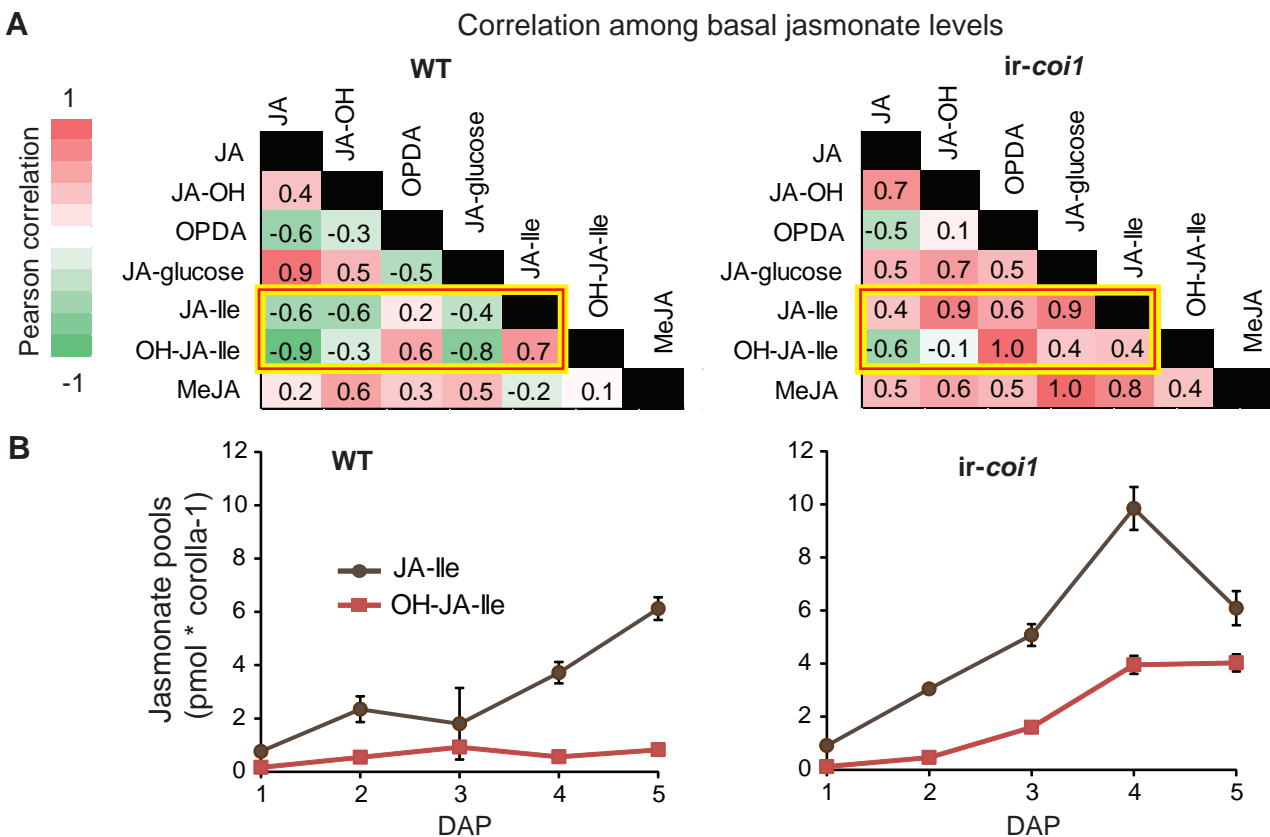 A
Correlation among basal jasmonate levels
WT
ir-coi1
1
Pearson correlation
-1
JA
JA-OH
OPDA
JA-glucose
JA-Ile
OH-JA-Ile
MeJA
JA
JA-OH 0.4
OPDA -0.6 -0.3
JA-glucose 0.9 0.5 -0.5
JA-Ile -0.6 -0.6 0.2 -0.4
OH-JA-Ile -0.9 -0.3 0.6 -0.8 0.7
MeJA 0.2 0.6 0.3 0.5 -0.2 0.1
JA
JA-OH
OPDA
JA-glucose
JA-Ile
OH-JA-Ile
MeJA
JA
JA-OH 0.7
OPDA -0.5 0.1
JA-glucose 0.5 0.7 0.5
JA-Ile 0.4 0.9 0.6 0.9
OH-JA-Ile -0.6 -0.1 1.0 0.4 0.4
MeJA 0.5 0.6 0.5 1.0 0.8 0.4
B
WT
Jasmonate pools
(pmol * corolla-1)
12
10
8
6
4
2
0
JA-Ile
OH-JA-Ile
1 2 3 4 5
DAP
ir-coi1
12
10
8
6
4
2
0
1 2 3 4 5
DAP